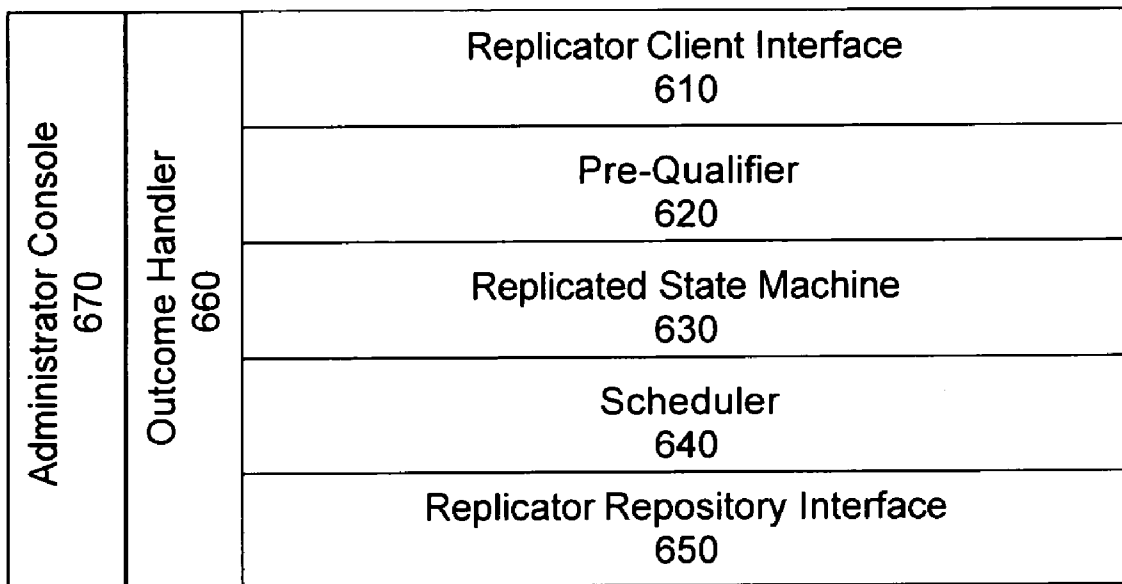 Administrator Console
670
Outcome Handler
660
Replicator Client Interface
610
Pre-Qualifier
620
Replicated State Machine
630
Scheduler
640
Replicator Repository Interface
650